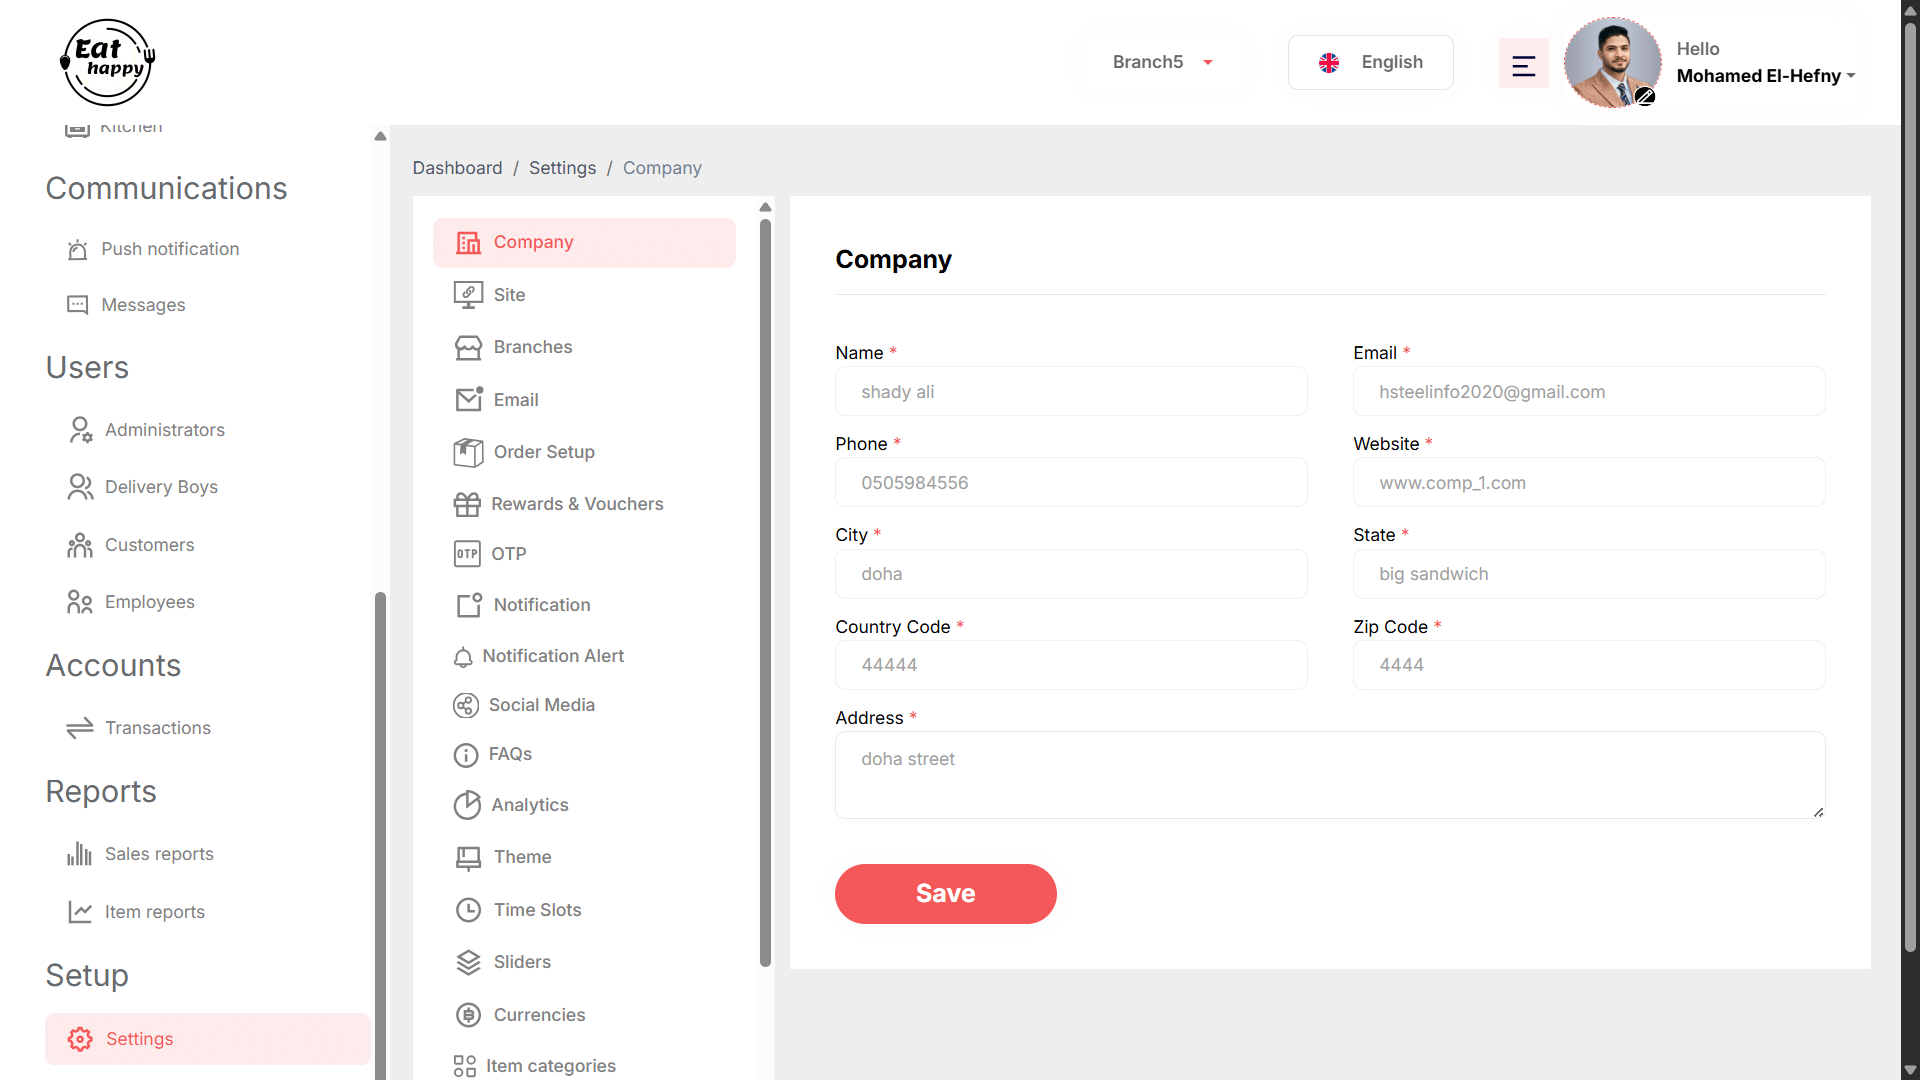 Eat
happy
Branch5
English
Hello
Mohamed El-Hefny
Kitchen
Communications
Push notification
Messages
Users
Administrators
Delivery Boys
Customers
Employees
Accounts
Transactions
Reports
Sales reports
Item reports
Setup
Settings
Dashboard / Settings / Company
Company
Site
Branches
Email
Order Setup
Rewards & Vouchers
OTP OTP
Notification
Notification Alert
Social Media
FAQs
Analytics
Theme
Time Slots
Sliders
Currencies
Item categories
Company
Name *
shady ali
Email *
hsteelinfo2020@gmail.com
Phone *
0505984556
Website *
www.comp_1.com
City *
doha
State *
big sandwich
Country Code *
44444
Zip Code *
4444
Address *
doha street
Save